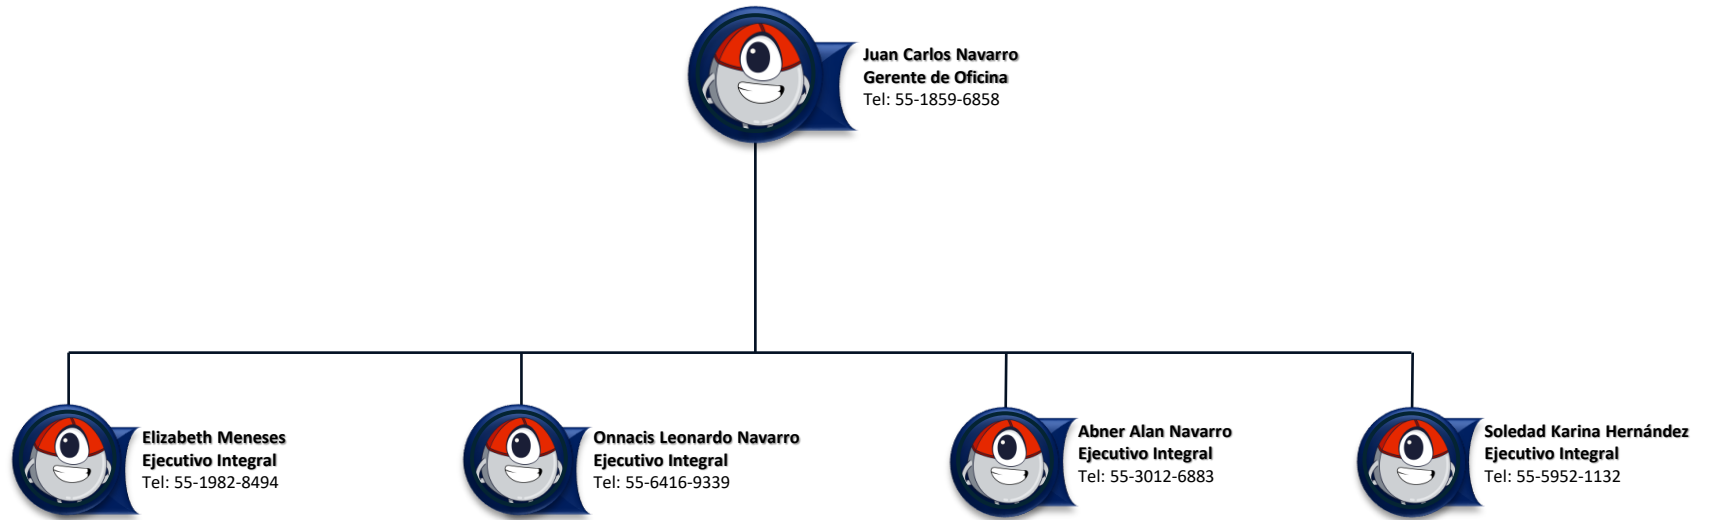 Juan Carlos Navarro
Gerente de Oficina
Tel: 55-1859-6858
Elizabeth Meneses
Ejecutivo Integral
Tel: 55-1982-8494
Onnacis Leonardo Navarro
Ejecutivo Integral
Tel: 55-6416-9339
Abner Alan Navarro
Ejecutivo Integral
Tel: 55-3012-6883
Soledad Karina Hernández
Ejecutivo Integral
Tel: 55-5952-1132